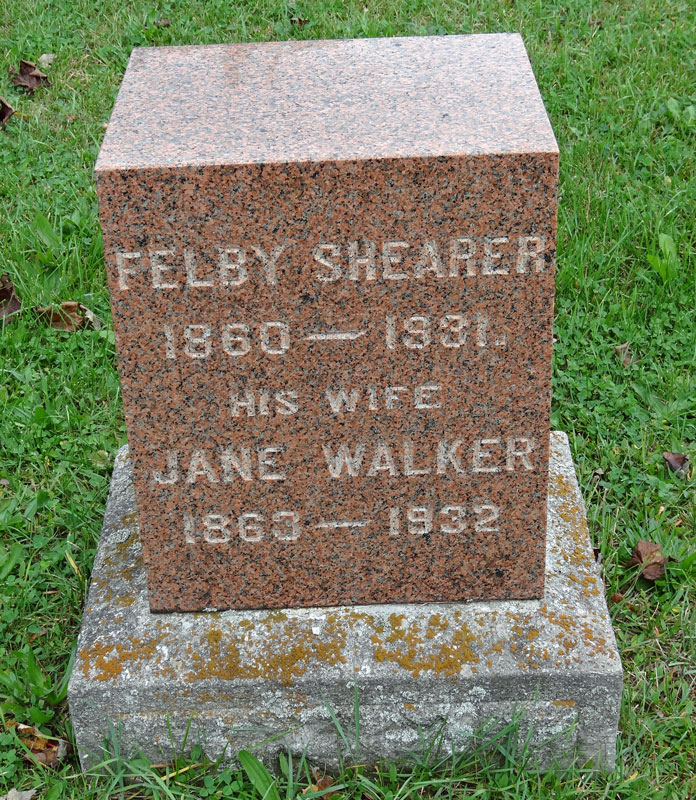 FELBY SHEARER
1860 — 1931.
HIS WIFE
JANE WALKER
1863 — 1932